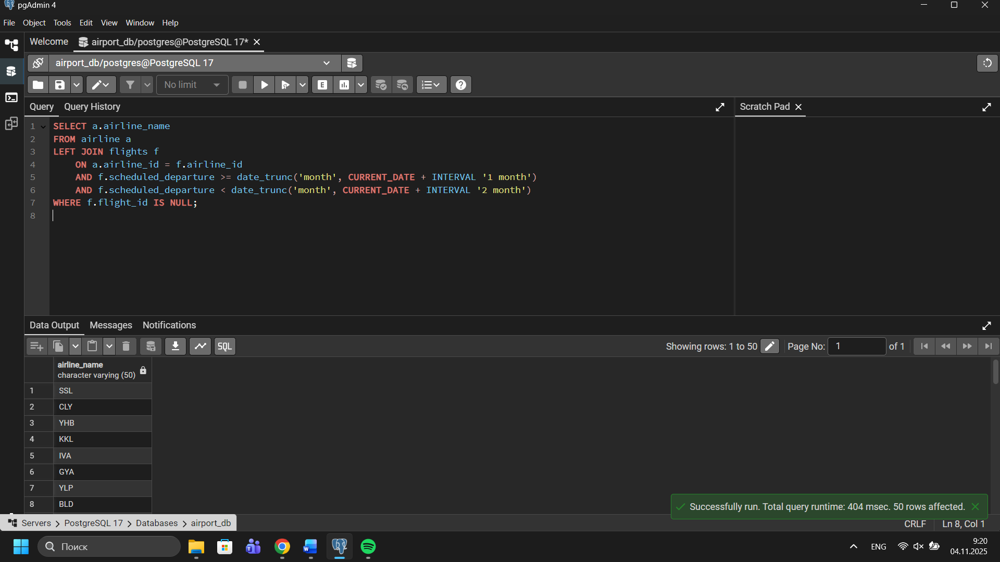 pgAdmin 4
File Object Tools Edit View Window Help
Welcome airport_db/postgres@PostgreSQL 17*
airport_db/postgres@PostgreSQL 17
No limit
E
Query Query History
Scratch Pad
1 SELECT a.airline_name
2 FROM airline a
3 LEFT JOIN flights f
4 ON a.airline_id = f.airline_id
5 AND f.scheduled_departure >= date_trunc('month', CURRENT_DATE + INTERVAL '1 month')
6 AND f.scheduled_departure < date_trunc('month', CURRENT_DATE + INTERVAL '2 month')
7 WHERE f.flight_id IS NULL;
8
Data Output Messages Notifications
SQL
Showing rows: 1 to 50
Page No: 1 of 1
airline_name
character varying (50)
1 SSL
2 CLY
3 YHB
4 KKL
5 IVA
6 GYA
7 YLP
8 BLD
Successfully run. Total query runtime: 404 msec. 50 rows affected.
Servers > PostgreSQL 17 > Databases > airport_db
CRLF Ln 8, Col 1
Поиск
ENG
9:20
04.11.2025